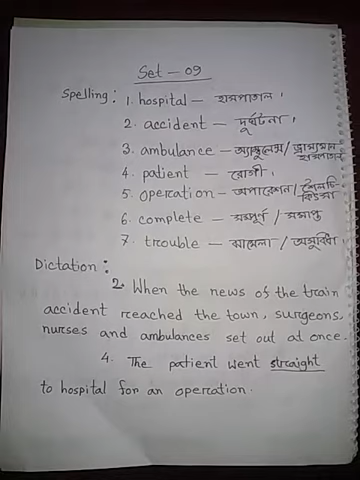 Set - 09
Spelling: 1. hospital - হাসপাতাল।
2. accident - দুর্ঘটনা।
3. ambulance - অ্যাম্বুলেন্স/ভ্রাম্যমান হাসপাতাল
4. patient - রোগী।
5. operation - অপারেশন/শৈল্যচিকিৎসা
6. complete - সম্পূর্ণ / সমাপ্ত
7. trouble - ঝামেলা / অসুবিধা।
Dictation:
2. When the news of the train
accident reached the town, surgeons,
nurses and ambulances set out at once.
4. The patient went straight
to hospital for an operation.